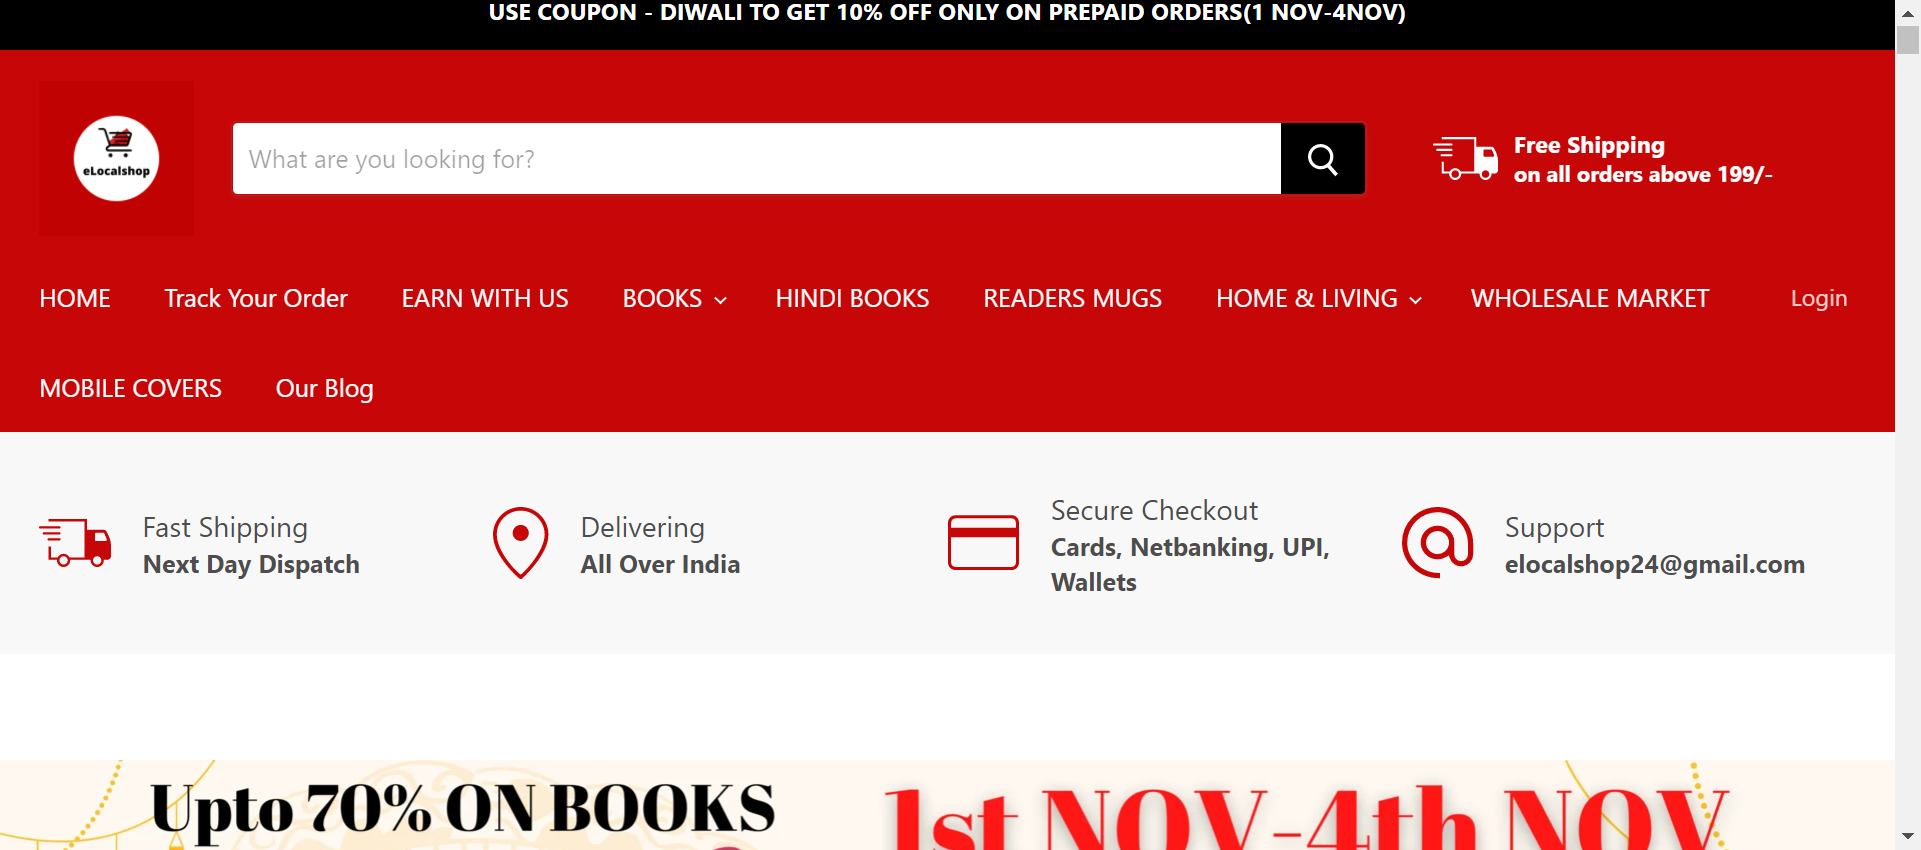 USE COUPON - DIWALI TO GET 10% OFF ONLY ON PREPAID ORDERS(1 NOV-4NOV)
eLocalshop
What are you looking for?
Free Shipping
on all orders above 199/-
HOME Track Your Order EARN WITH US BOOKS HINDI BOOKS READERS MUGS HOME & LIVING WHOLESALE MARKET Login
MOBILE COVERS Our Blog
Fast Shipping
Next Day Dispatch
Delivering
All Over India
Secure Checkout
Cards, Netbanking, UPI,
Wallets
Support
elocalshop24@gmail.com
Upto 70% ON BOOKS
1st NOV-4th NOV